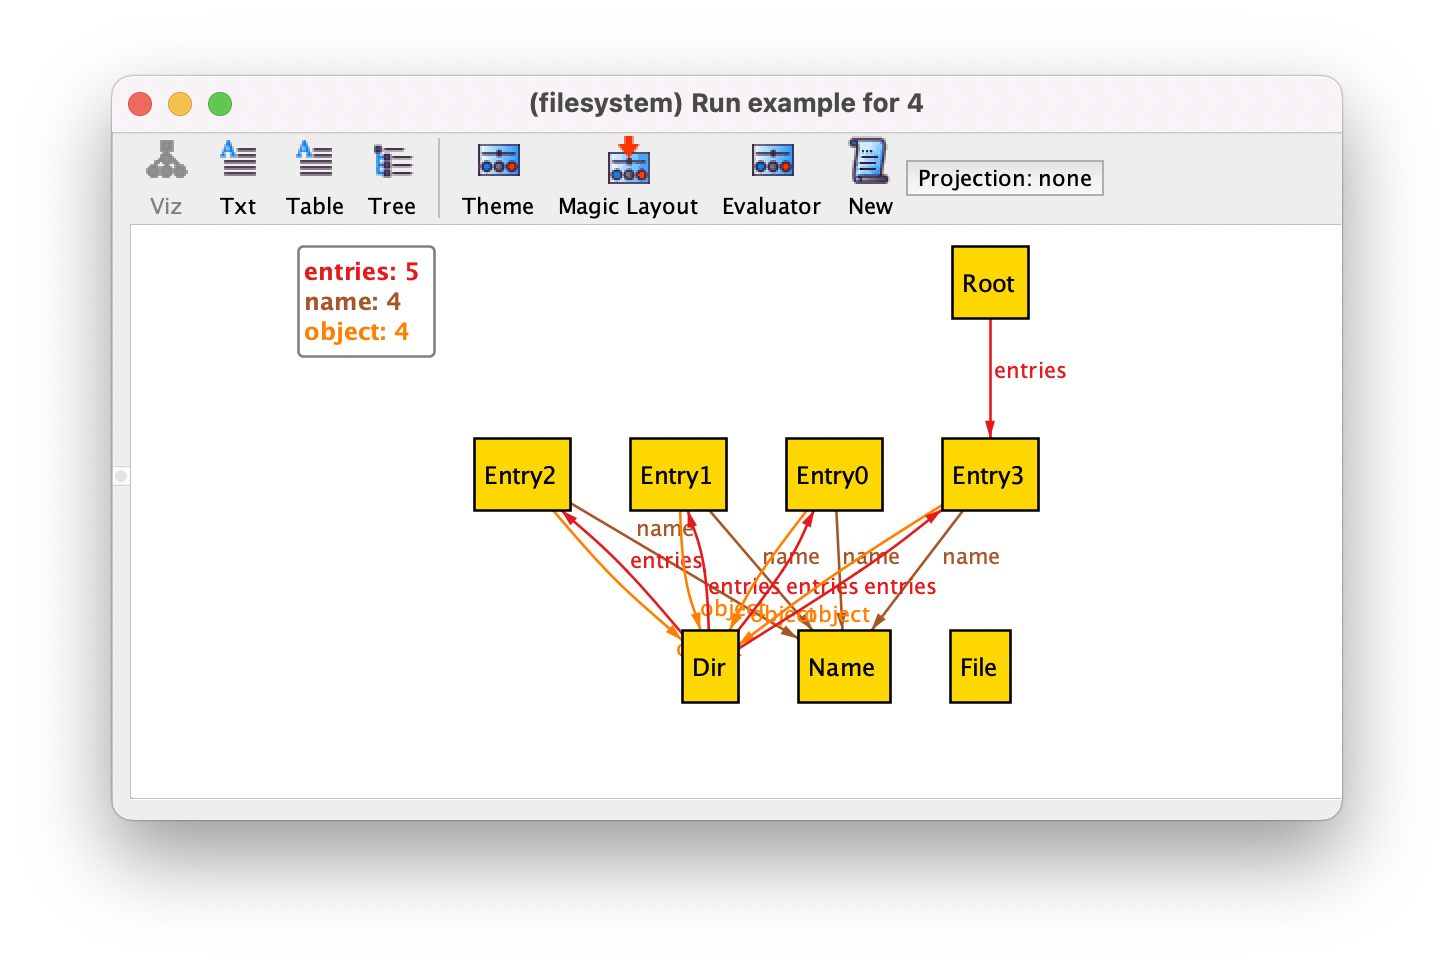 (filesystem) Run example for 4
Viz
Txt
Table
Tree
Theme
Magic Layout
Evaluator
New
Projection: none
entries: 5
name: 4
object: 4
Root
entries
Entry2
Entry1
Entry0
Entry3
name
entries
name
name
name
entries
entries
entries
object
object
object
Dir
Name
File